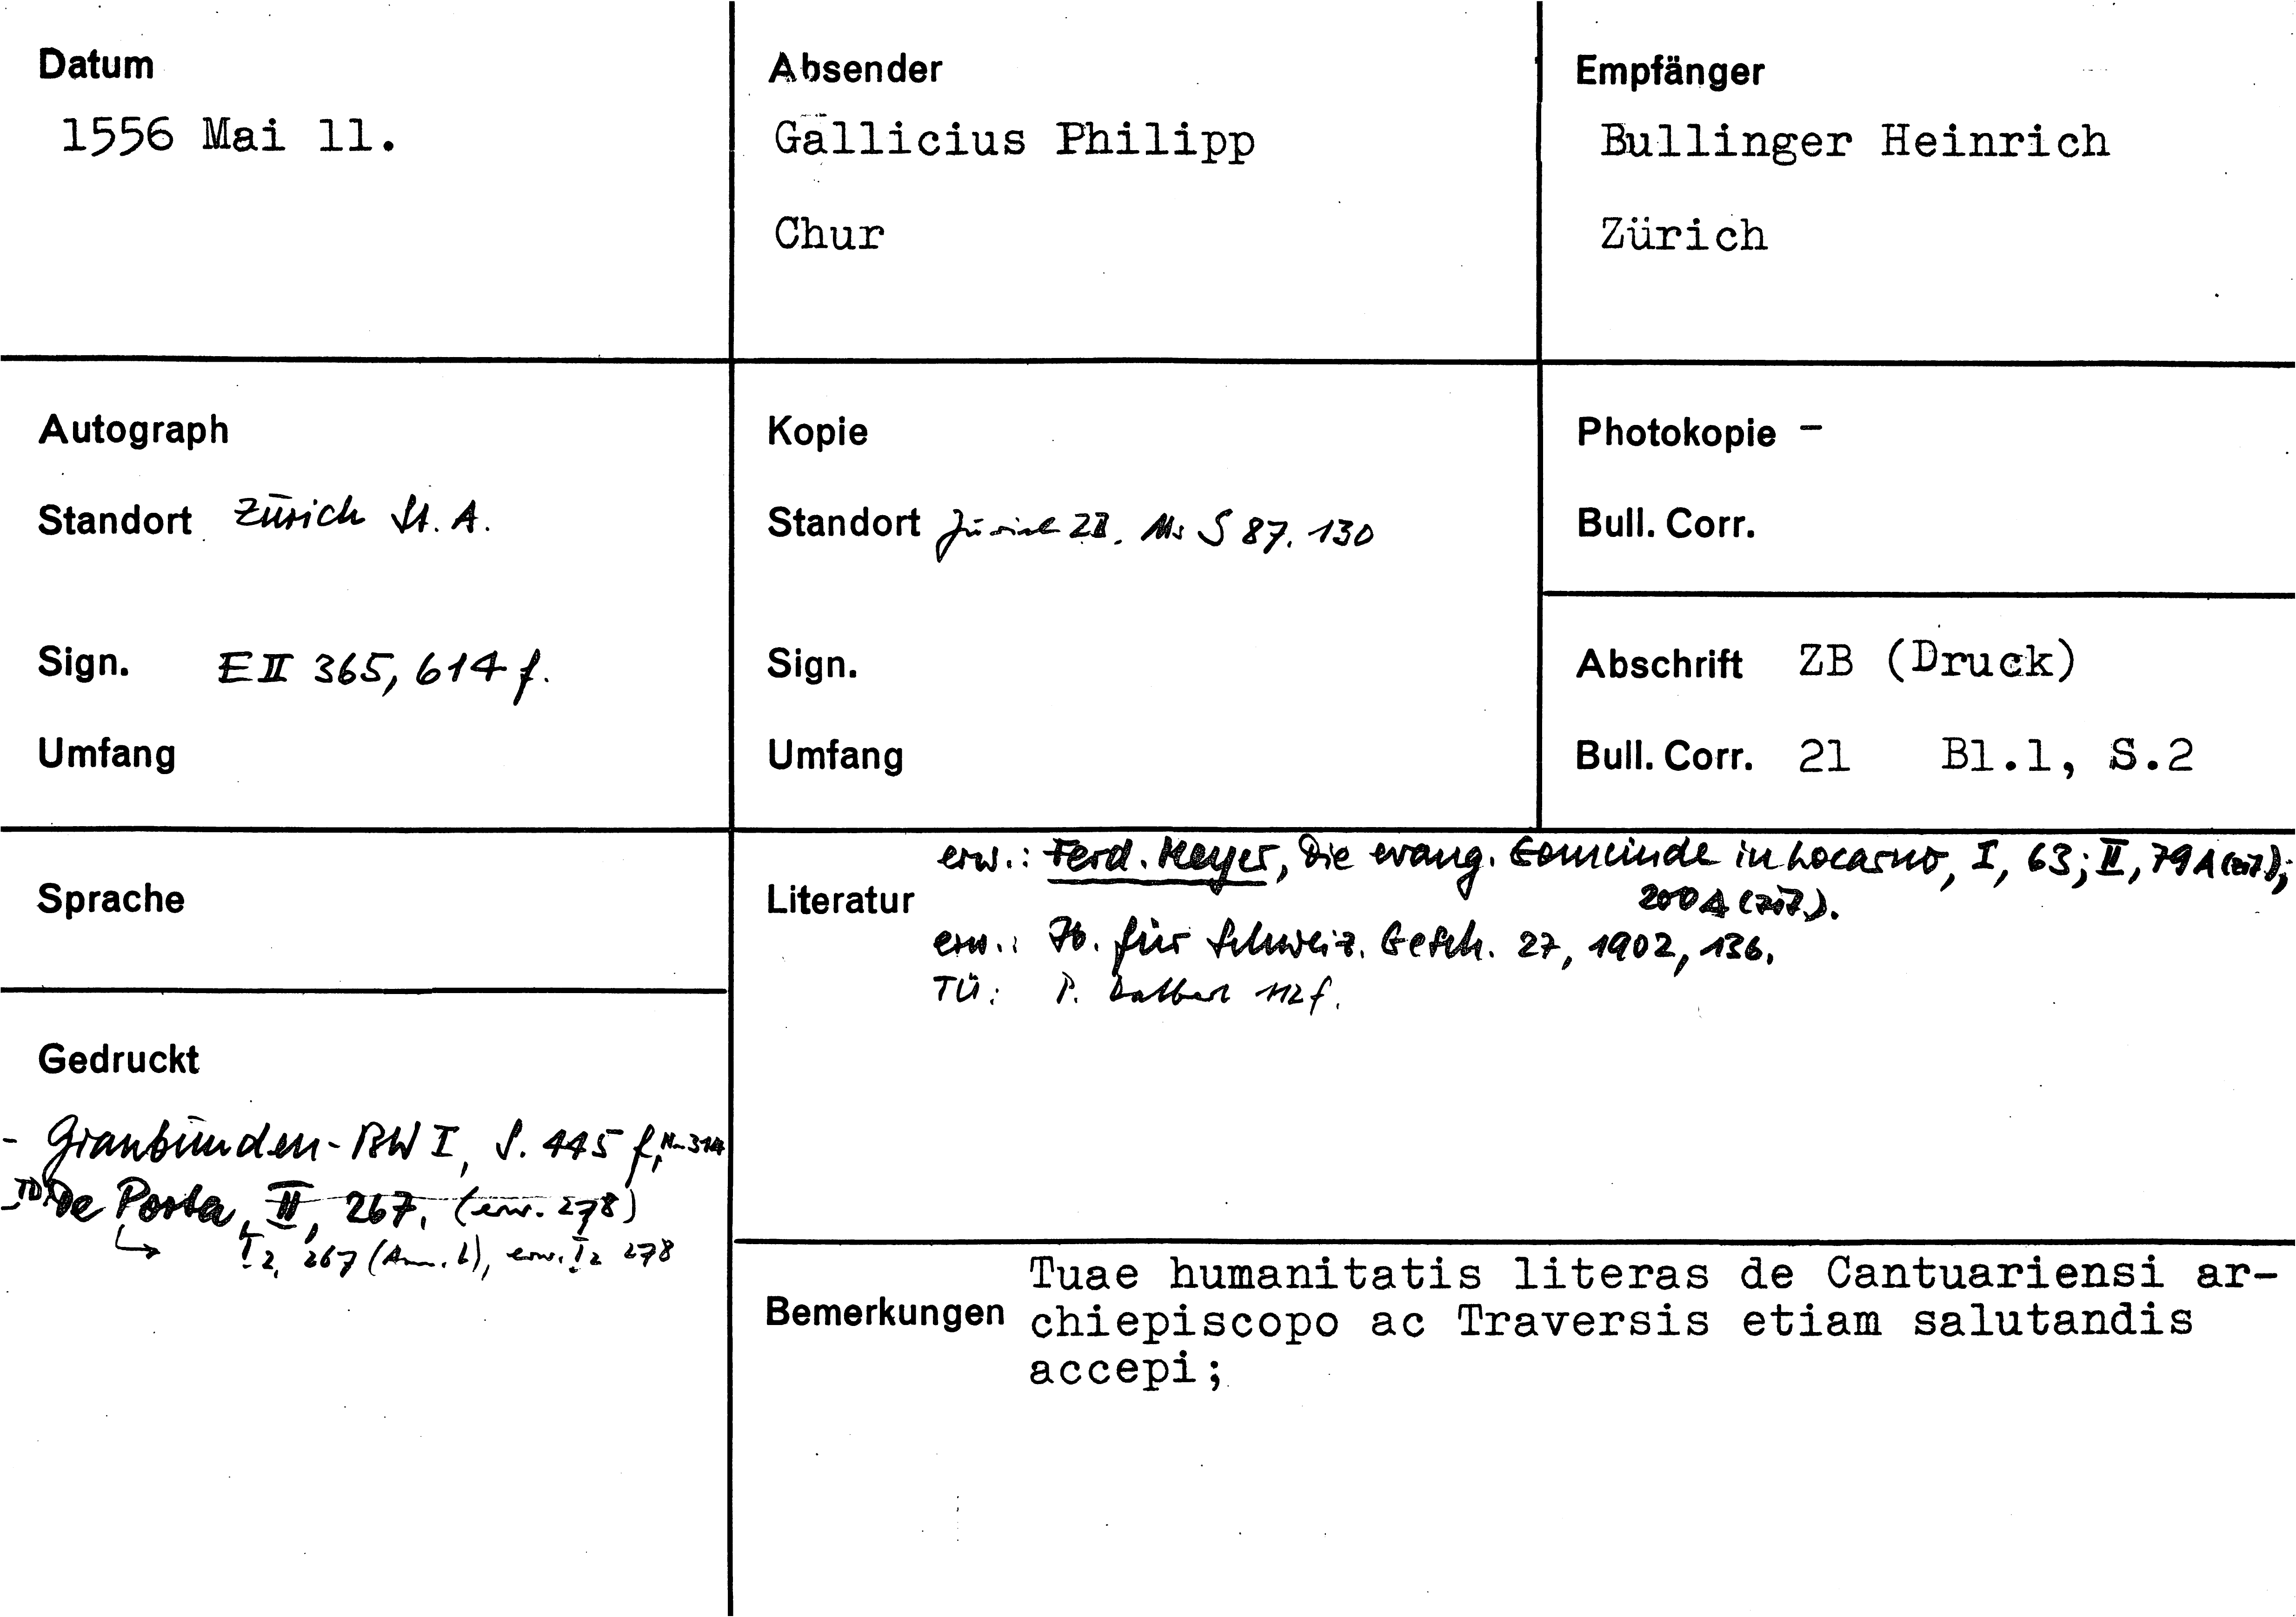 Datum
1556 Mai 11.
Absender
Gallicius Philipp
Chur
Empfänger
Bullinger Heinrich
Zürich
Autograph
Standort Zürich St. A.
Sign. E II 365, 614 f.
Umfang
Kopie
Standort Zürich ZB. Ms S 87, 130
Sign.
Umfang
Photokopie -
Bull. Corr.
Abschrift ZB (Druck)
Bull. Corr. 21 Bl.1, S.2
Sprache
Gedruckt
- Graubünden-BW I, S. 445 f, Nr 314
- TD: De Porta, II, 267. (erw. 278)
↳ I 2, 267 (Anm. b), erw. I 2 278
Literatur
erw.: Ferd. Meyer, Die evang. Gemeinde in Locarno, I, 63; II, 79 A (zit);
200 A (zit.).
erw.: Jb. für Schweiz. Gesch. 27, 1902, 136.
TÜ: P. 112 f.
Bemerkungen
Tuae humanitatis literas de Cantuariensi ar-
chiepiscopo ac Traversis etiam salutandis
accepi;